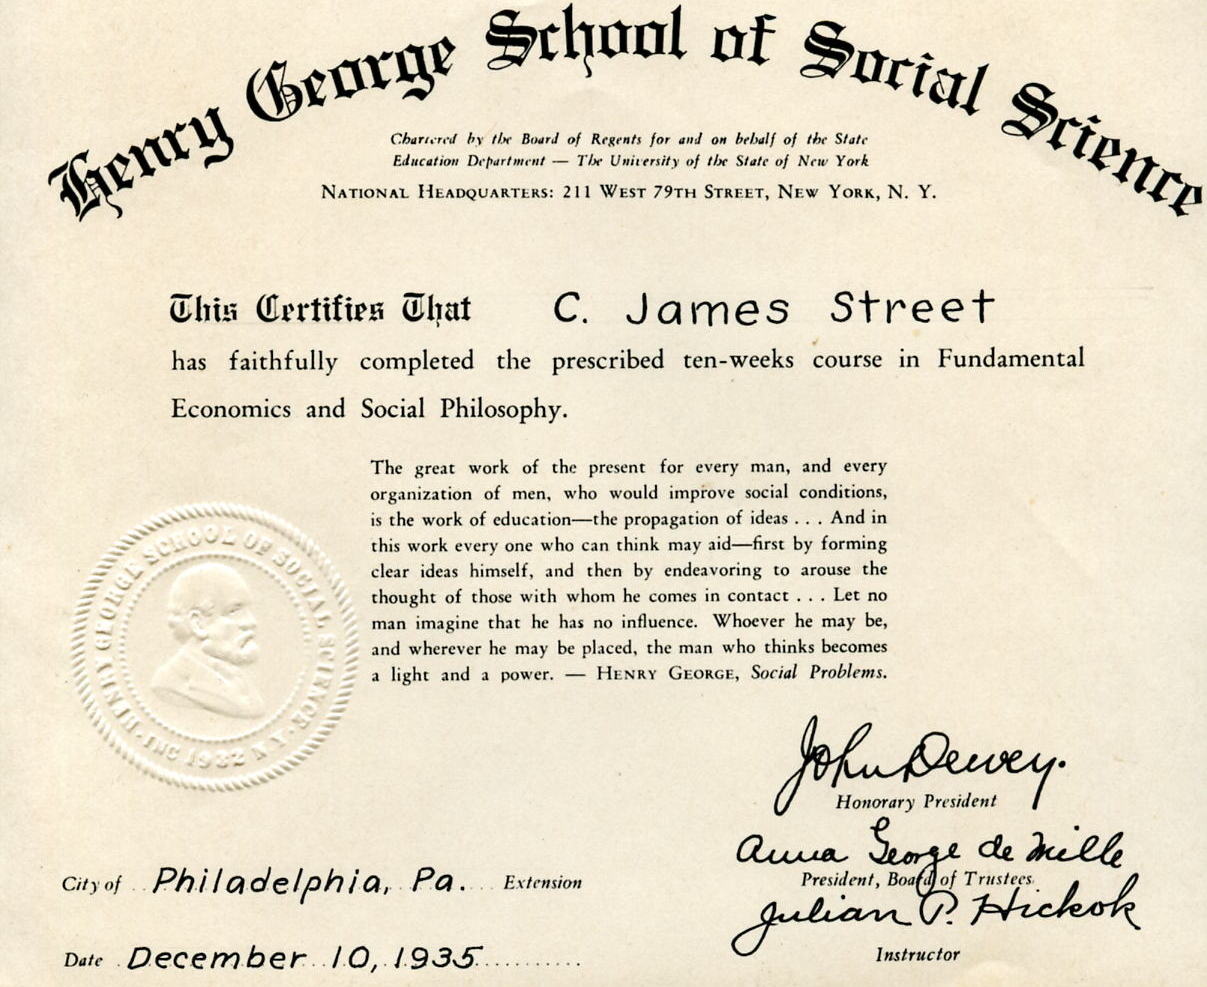 Henry George School of Social Science
Chartered by the Board of Regents for and on behalf of the State
Education Department — The University of the State of New York
NATIONAL HEADQUARTERS: 211 WEST 79TH STREET, NEW YORK, N. Y.
This Certifies That C. James Street
has faithfully completed the prescribed ten-weeks course in Fundamental
Economics and Social Philosophy.
The great work of the present for every man, and every
organization of men, who would improve social conditions,
is the work of education—the propagation of ideas . . . And in
this work every one who can think may aid—first by forming
clear ideas himself, and then by endeavoring to arouse the
thought of those with whom he comes in contact . . . Let no
man imagine that he has no influence. Whoever he may be,
and wherever he may be placed, the man who thinks becomes
a light and a power. — HENRY GEORGE, Social Problems.
HENRY GEORGE SCHOOL OF SOCIAL SCIENCE
INC 1932 N.Y.
John Dewey.
Honorary President
Anna George de Mille
President, Board of Trustees
Julian P. Hickok
Instructor
City of Philadelphia, Pa. Extension
Date December 10, 1935